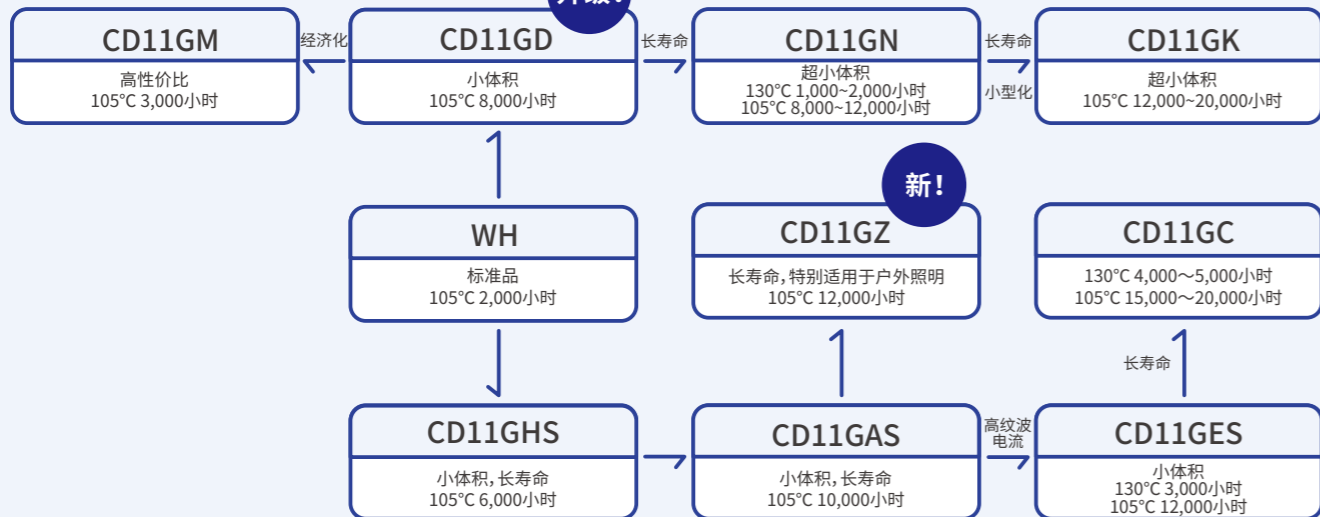 升级!
CD11GM
高性价比
105℃ 3,000小时
经济化
CD11GD
小体积
105℃ 8,000小时
长寿命
CD11GN
超小体积
130℃ 1,000~2,000小时
105℃ 8,000~12,000小时
长寿命
小型化
CD11GK
超小体积
105℃ 12,000~20,000小时
WH
标准品
105℃ 2,000小时
新!
CD11GZ
长寿命,特别适用于户外照明
105℃ 12,000小时
CD11GC
130℃ 4,000~5,000小时
105℃ 15,000~20,000小时
长寿命
CD11GHS
小体积,长寿命
105℃ 6,000小时
CD11GAS
小体积,长寿命
105℃ 10,000小时
高纹波
电流
CD11GES
小体积
130℃ 3,000小时
105℃ 12,000小时